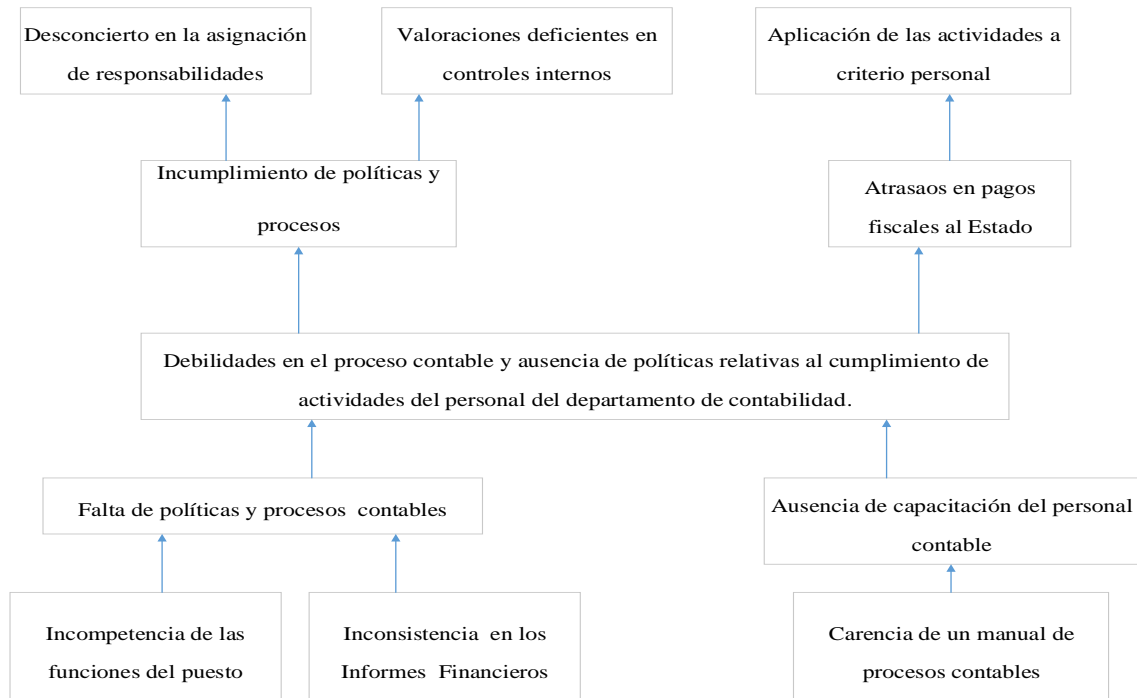 Desconcierto en la asignación
de responsabilidades
Valoraciones deficientes en
controles internos
Aplicación de las actividades a
criterio personal
Incumplimiento de políticas y
procesos
Atrasaos en pagos
fiscales al Estado
Debilidades en el proceso contable y ausencia de políticas relativas al cumplimiento de
actividades del personal del departamento de contabilidad.
Falta de políticas y procesos contables
Ausencia de capacitación del personal
contable
Incompetencia de las
funciones del puesto
Inconsistencia en los
Informes Financieros
Carencia de un manual de
procesos contables